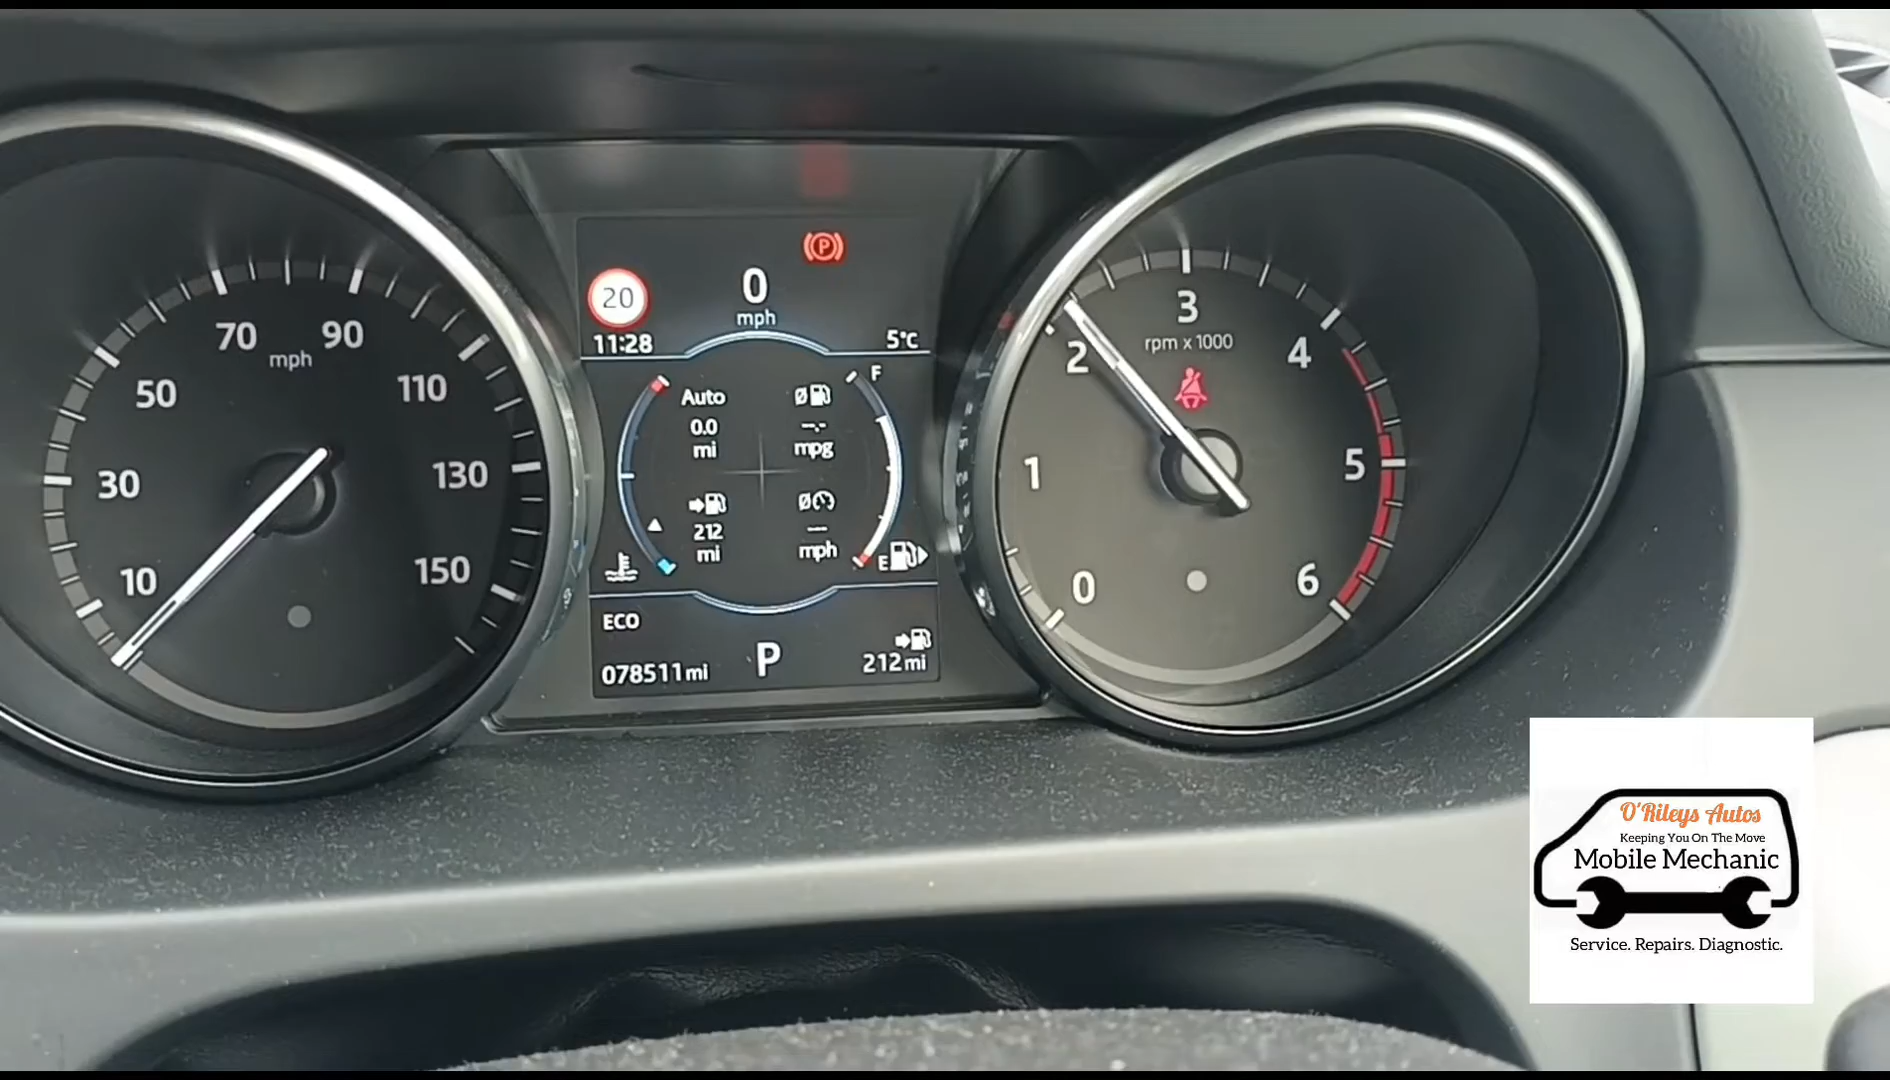 70 90
mph
50 110
30 130
10 150
20
0
mph
11:28
5°C
Auto
0.0
mi
--.-
mpg
212
mi
---
mph
F
E
ECO
078511mi
P
212mi
P
3
rpm x 1000
2
4
1
5
0
6
O'Rileys Autos
Keeping You On The Move
Mobile Mechanic
Service. Repairs. Diagnostic.